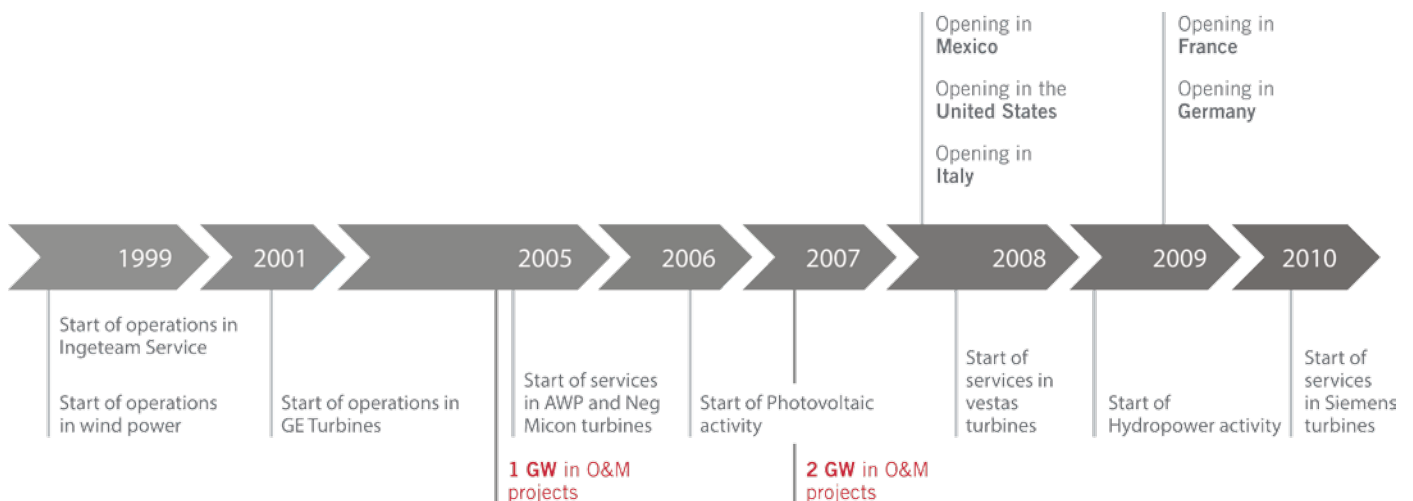 Opening in
Mexico
Opening in the
United States
Opening in
Italy
Opening in
France
Opening in
Germany
1999
2001
2005
2006
2007
2008
2009
2010
Start of operations in
Ingeteam Service
Start of operations
in wind power
Start of operations in
GE Turbines
Start of services
in AWP and Neg
Micon turbines
1 GW in O&M
projects
Start of Photovoltaic
activity
2 GW in O&M
projects
Start of
services in
vestas
turbines
Start of
Hydropower activity
Start of
services
in Siemens
turbines